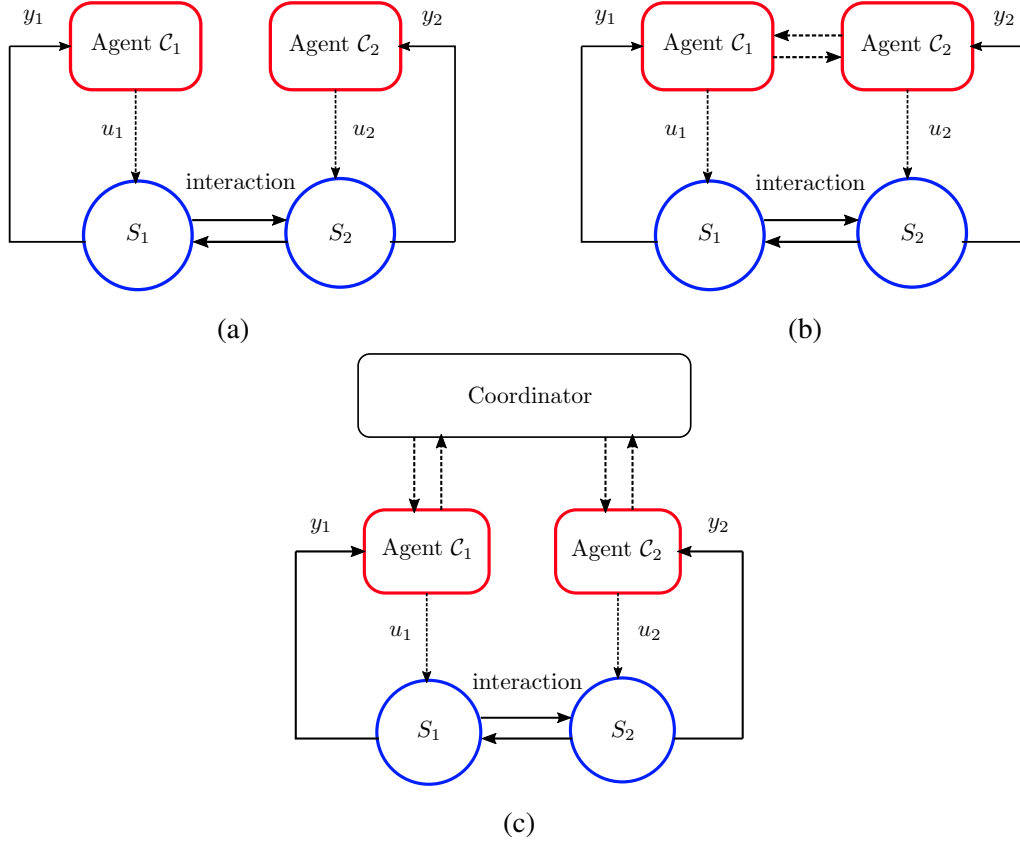 y₁
Agent 𝒞₁
Agent 𝒞₂
y₂
u₁
u₂
interaction
S₁
S₂
(a)
y₁
Agent 𝒞₁
Agent 𝒞₂
y₂
u₁
u₂
interaction
S₁
S₂
(b)
Coordinator
y₁
Agent 𝒞₁
Agent 𝒞₂
y₂
u₁
u₂
interaction
S₁
S₂
(c)